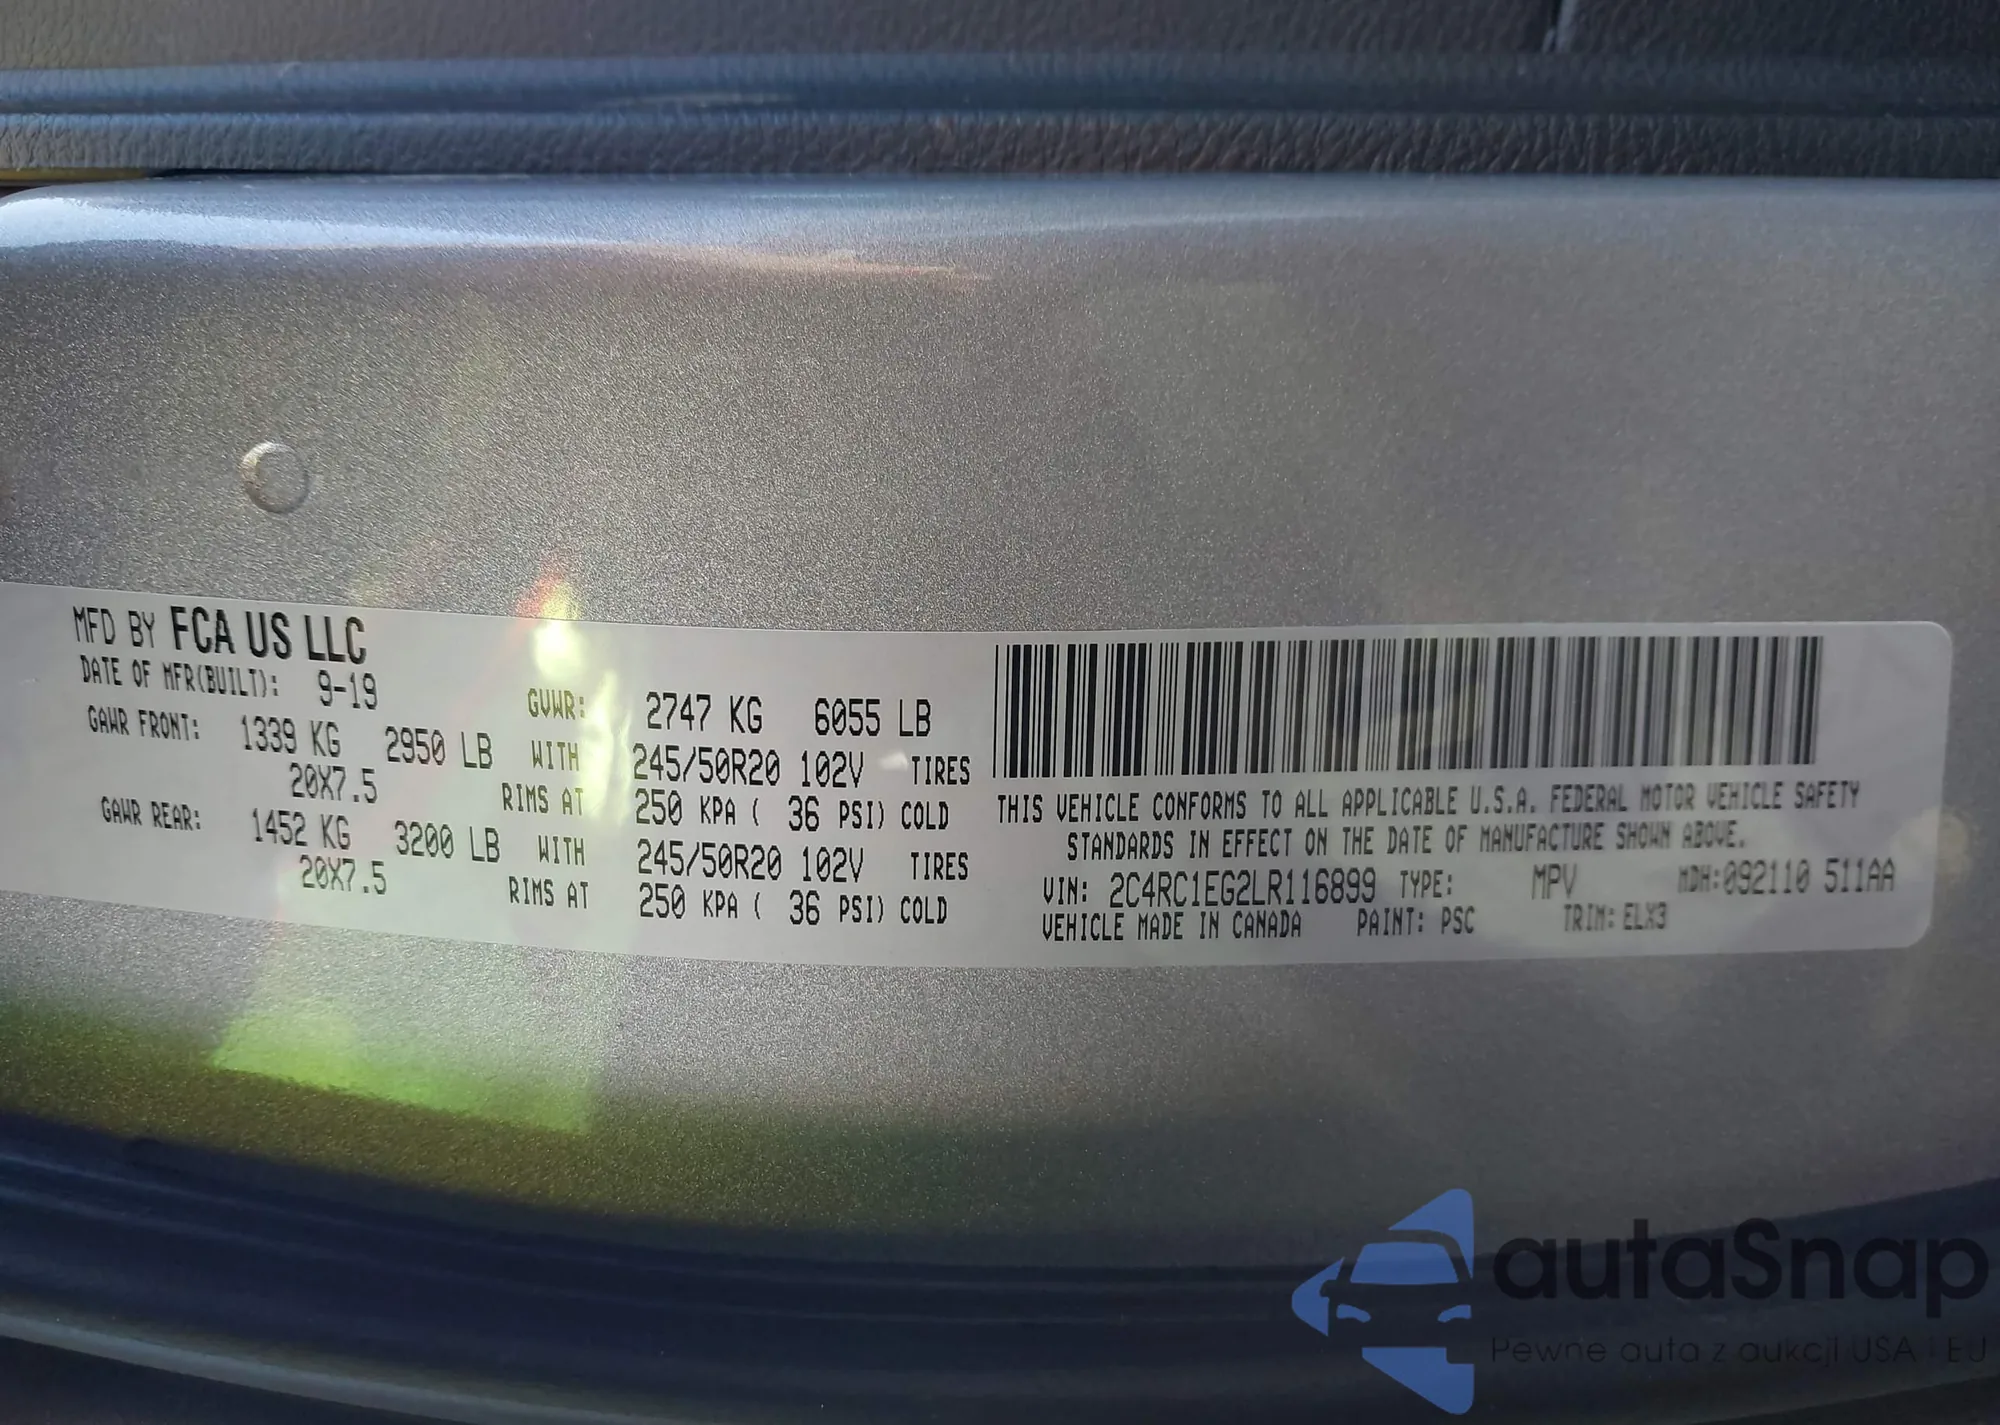 MFD BY FCA US LLC
DATE OF MFR(BUILT): 9-19
GVWR: 2747 KG 6055 LB
GAWR FRONT: 1339 KG 2950 LB WITH 245/50R20 102V TIRES
20X7.5 RIMS AT 250 KPA ( 36 PSI) COLD
GAWR REAR: 1452 KG 3200 LB WITH 245/50R20 102V TIRES
20X7.5 RIMS AT 250 KPA ( 36 PSI) COLD
THIS VEHICLE CONFORMS TO ALL APPLICABLE U.S.A. FEDERAL MOTOR VEHICLE SAFETY
STANDARDS IN EFFECT ON THE DATE OF MANUFACTURE SHOWN ABOVE.
VIN: 2C4RC1EG2LR116899 TYPE: MPV MDH:092110 511AA
VEHICLE MADE IN CANADA PAINT: PSC TRIM: ELX3
autaSnap
Pewne auta z aukcji USA i EU